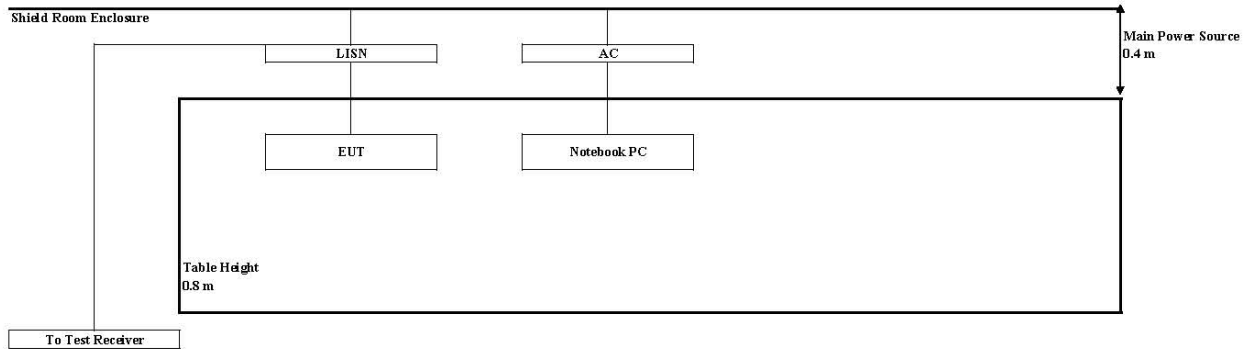 Shield Room Enclosure
Main Power Source
0.4 m
LISN
AC
EUT
Notebook PC
Table Height
0.8 m
To Test Receiver